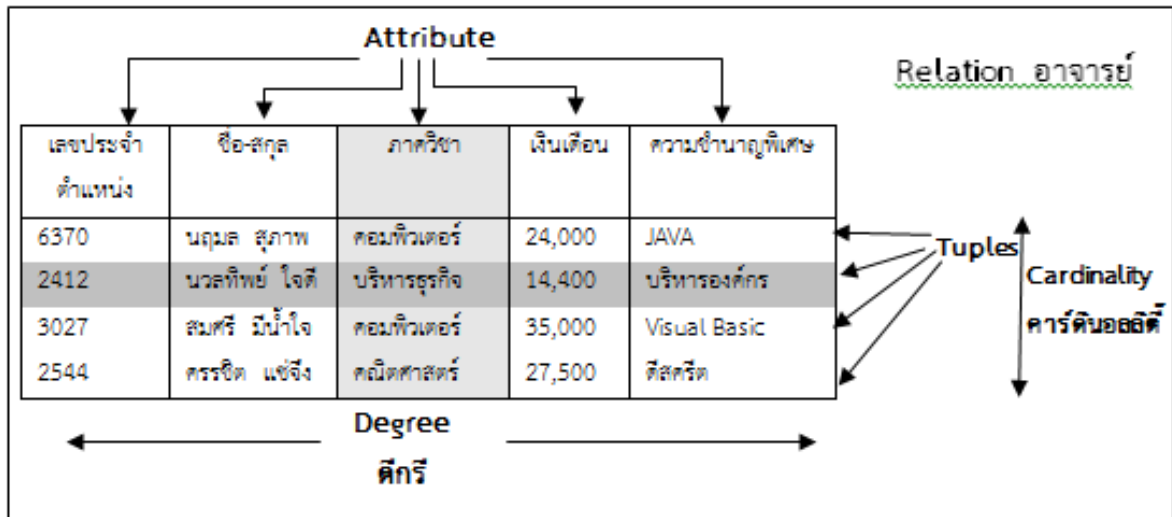 Attribute
Relation อาจารย์
เลขประจำ ชื่อ-สกุล ภาควิชา เงินเดือน ความชำนาญพิเศษ
ตำแหน่ง
6370 นฤมล สุภาพ คอมพิวเตอร์ 24,000 JAVA
Tuples
2412 นวลทิพย์ ใจดี บริหารธุรกิจ 14,400 บริหารองค์กร
Cardinality
3027 สมศรี มีน้ำใจ คอมพิวเตอร์ 35,000 Visual Basic
คาร์ดินอลลิตี้
2544 ครรชิต แซ่จึง คณิตศาสตร์ 27,500 ดีสครีต
Degree
ดีกรี